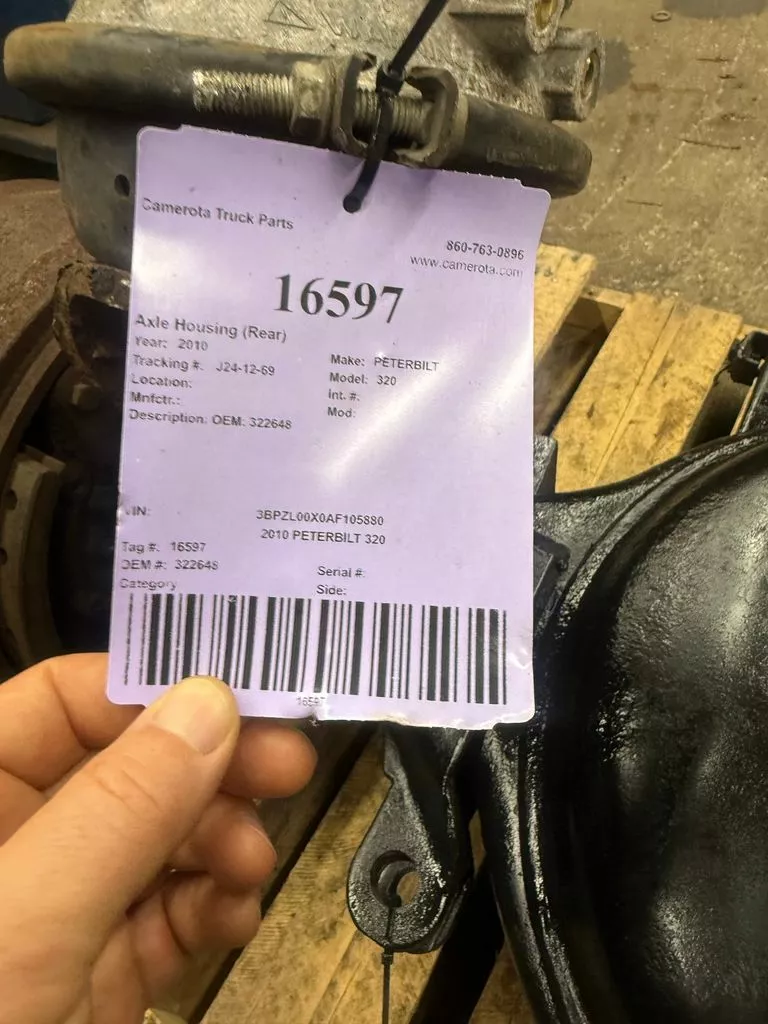 Camerota Truck Parts
860-763-0896
www.camerota.com
16597
Axle Housing (Rear)
Year: 2010
Make: PETERBILT
Tracking #: J24-12-69
Model: 320
Location:
Int. #:
Mnfctr.:
Mod:
Description: OEM: 322648
VIN: 3BPZL00X0AF105880
2010 PETERBILT 320
Tag #: 16597
OEM #: 322648
Serial #:
Category
Side:
16597